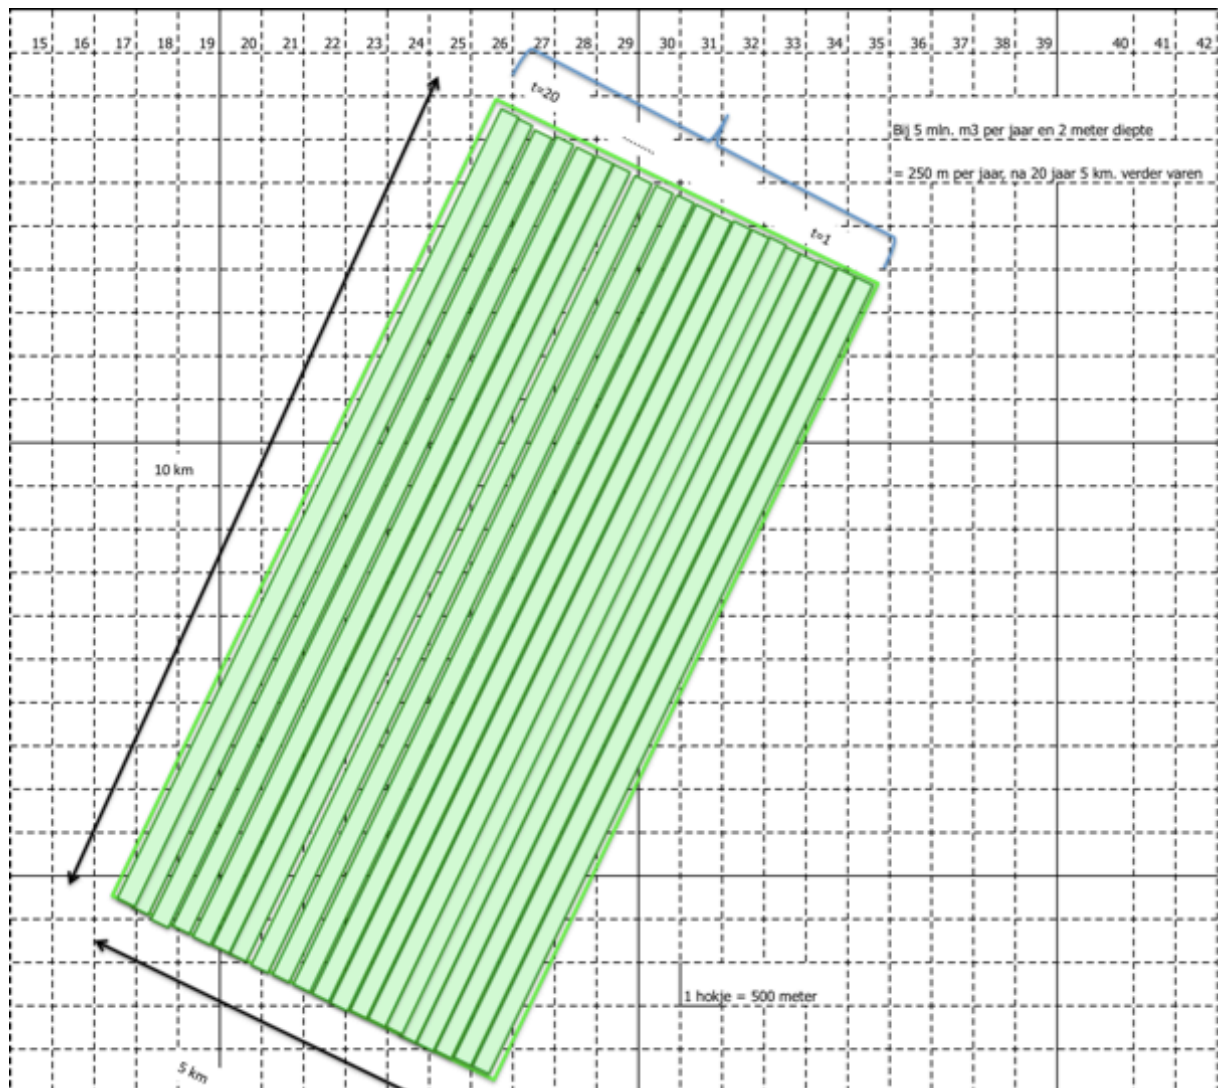 15 16 17 18 19 20 21 22 23 24 25 26 27 28 29 30 31 32 33 34 35 36 37 38 39 40 41 42
t=20
.........
Bij 5 mln. m3 per jaar en 2 meter diepte
= 250 m per jaar, na 20 jaar 5 km. verder varen
t=1
10 km
1 hokje = 500 meter
5 km